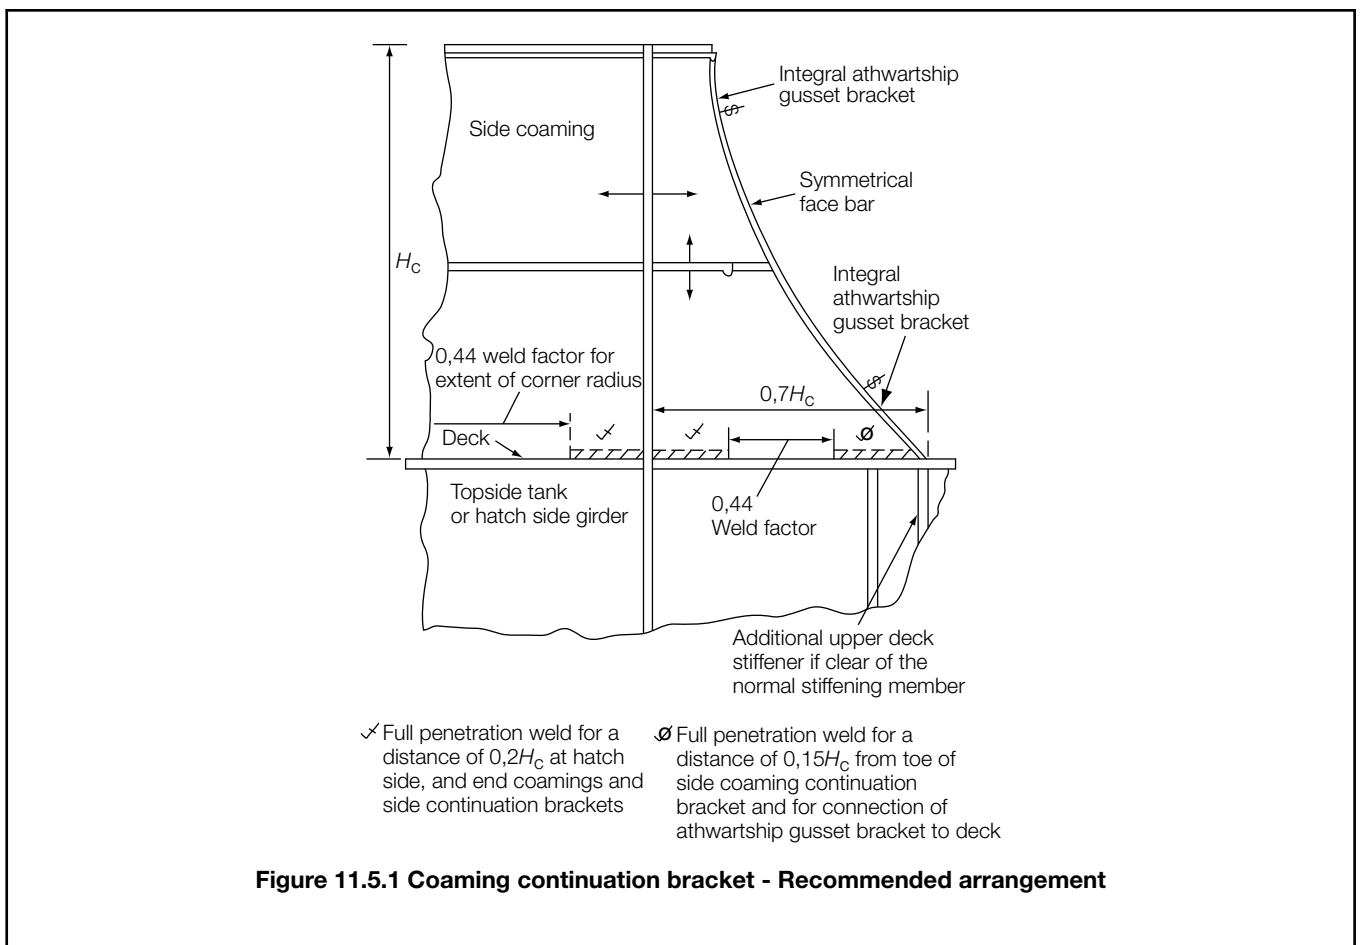 Integral athwartship
gusset bracket
Side coaming
Symmetrical
face bar
H_C
Integral
athwartship
gusset bracket
0,44 weld factor for
extent of corner radius
0,7H_C
Deck
Topside tank
or hatch side girder
0,44
Weld factor
Additional upper deck
stiffener if clear of the
normal stiffening member
Full penetration weld for a
distance of 0,2H_C at hatch
side, and end coamings and
side continuation brackets
Full penetration weld for a
distance of 0,15H_C from toe of
side coaming continuation
bracket and for connection of
athwartship gusset bracket to deck
Figure 11.5.1 Coaming continuation bracket - Recommended arrangement